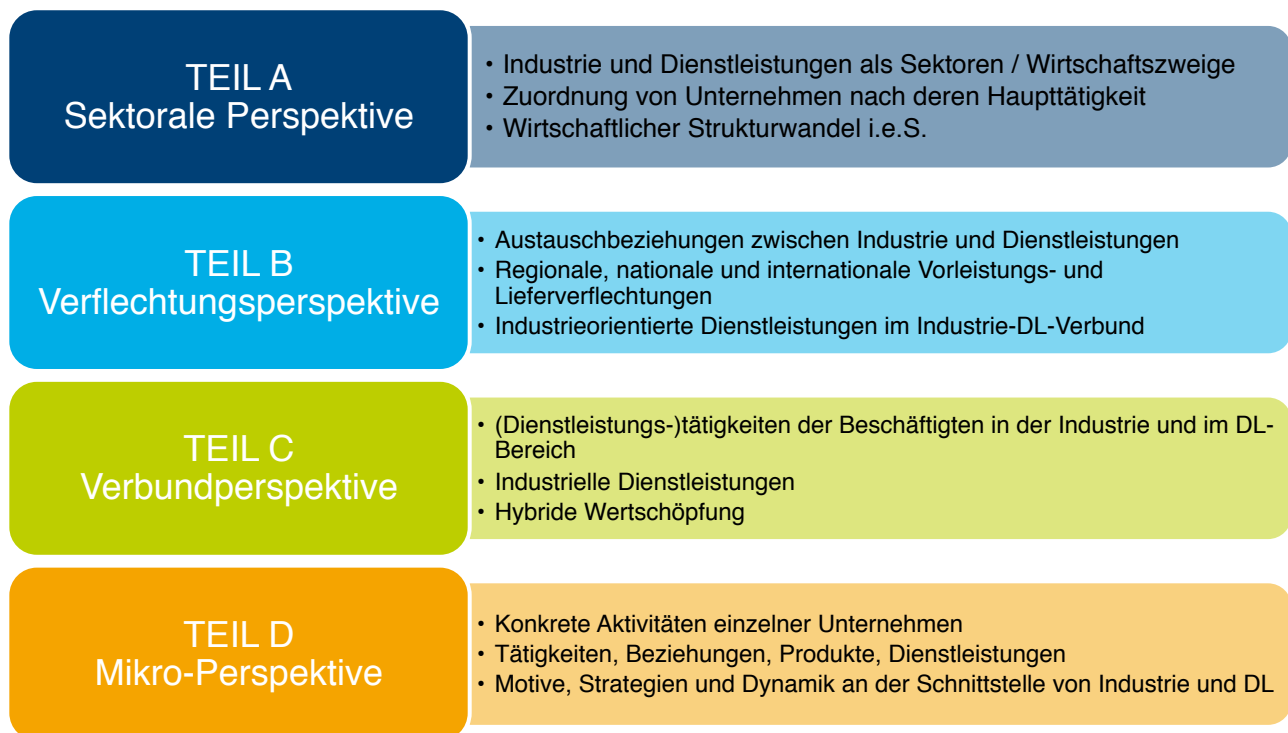 TEIL A
Sektorale Perspektive
• Industrie und Dienstleistungen als Sektoren / Wirtschaftszweige
• Zuordnung von Unternehmen nach deren Haupttätigkeit
• Wirtschaftlicher Strukturwandel i.e.S.
TEIL B
Verflechtungsperspektive
• Austauschbeziehungen zwischen Industrie und Dienstleistungen
• Regionale, nationale und internationale Vorleistungs- und
Lieferverflechtungen
• Industrieorientierte Dienstleistungen im Industrie-DL-Verbund
TEIL C
Verbundperspektive
• (Dienstleistungs-)tätigkeiten der Beschäftigten in der Industrie und im DL-
Bereich
• Industrielle Dienstleistungen
• Hybride Wertschöpfung
TEIL D
Mikro-Perspektive
• Konkrete Aktivitäten einzelner Unternehmen
• Tätigkeiten, Beziehungen, Produkte, Dienstleistungen
• Motive, Strategien und Dynamik an der Schnittstelle von Industrie und DL